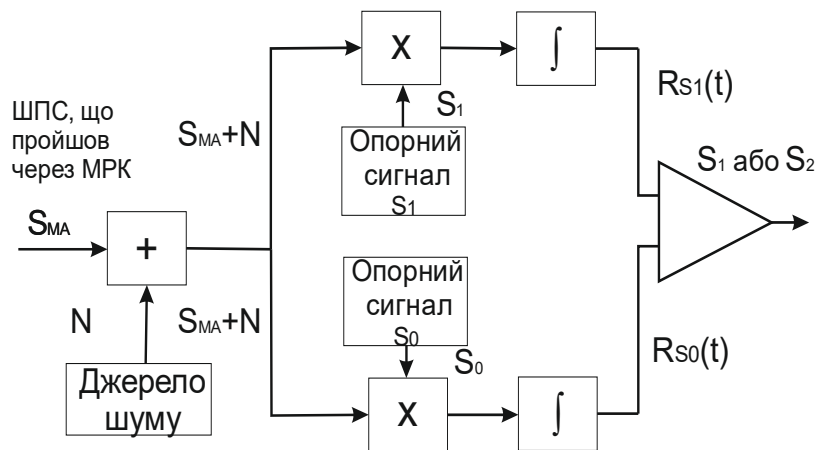 ШПС, що
пройшов
через МРК
SМА
+
N
Джерело
шуму
SМА+N
SМА+N
X
S1
Опорний
сигнал
S1
∫
RS1(t)
Опорний
сигнал
S0
S0
X
∫
RS0(t)
S1 або S2